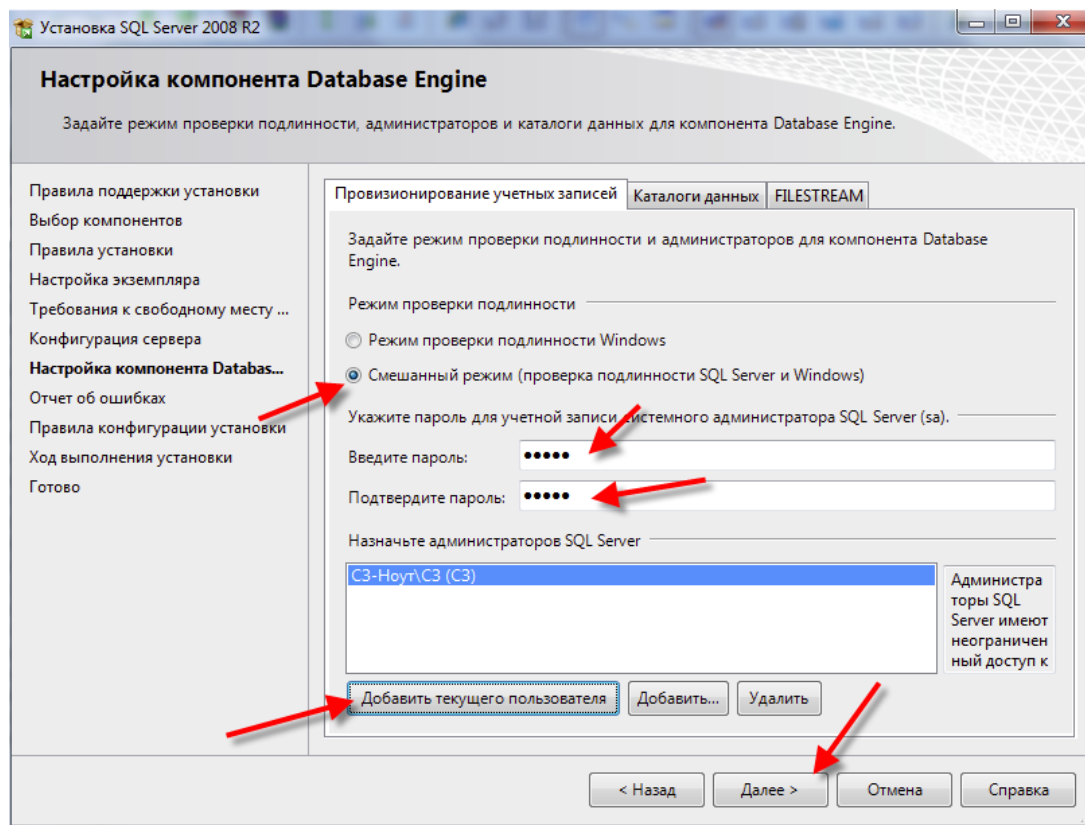 Установка SQL Server 2008 R2
Настройка компонента Database Engine
Задайте режим проверки подлинности, администраторов и каталоги данных для компонента Database Engine.
Правила поддержки установки
Выбор компонентов
Правила установки
Настройка экземпляра
Требования к свободному месту ...
Конфигурация сервера
Настройка компонента Databas...
Отчет об ошибках
Правила конфигурации установки
Ход выполнения установки
Готово
Провизионирование учетных записей
Каталоги данных
FILESTREAM
Задайте режим проверки подлинности и администраторов для компонента Database
Engine.
Режим проверки подлинности
Режим проверки подлинности Windows
Смешанный режим (проверка подлинности SQL Server и Windows)
Укажите пароль для учетной записи системного администратора SQL Server (sa).
Введите пароль: •••••
Подтвердите пароль: •••••
Назначьте администраторов SQL Server
СЗ-Ноут\СЗ (СЗ)
Администра
торы SQL
Server имеют
неограничен
ный доступ к
Добавить текущего пользователя
Добавить...
Удалить
< Назад
Далее >
Отмена
Справка